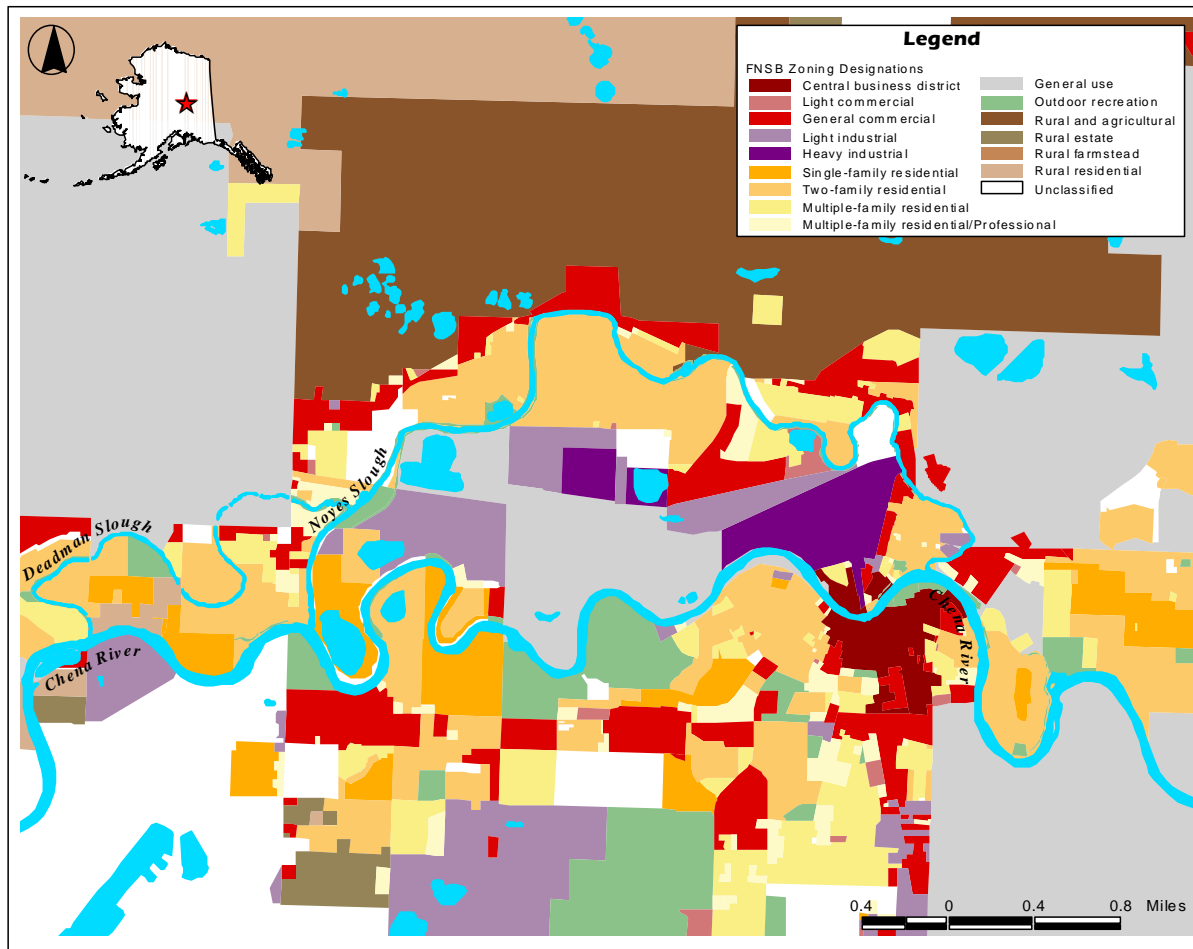 Legend
FNSB Zoning Designations
Central business district
Light commercial
General commercial
Light industrial
Heavy industrial
Single-family residential
Two-family residential
Multiple-family residential
Multiple-family residential/Professional
General use
Outdoor recreation
Rural and agricultural
Rural estate
Rural farmstead
Rural residential
Unclassified
Noyes Slough
Deadman Slough
Chena River
Chena River
0.4 0 0.4 0.8 Miles